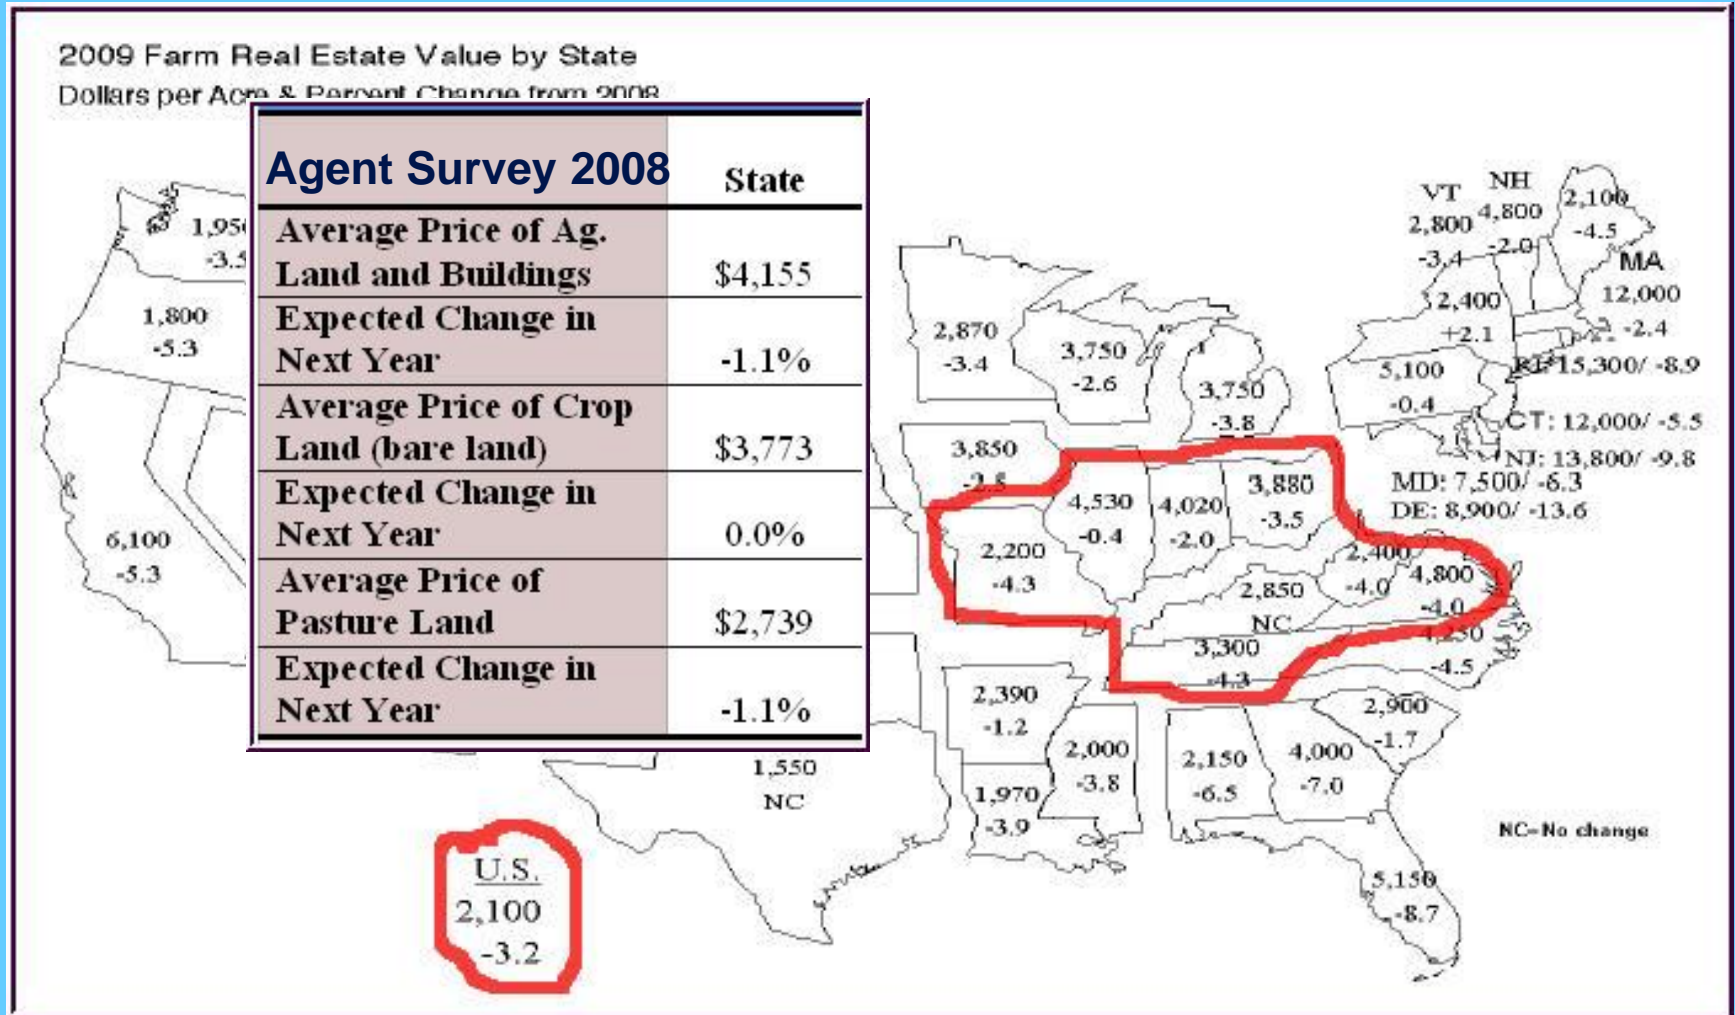 2009 Farm Real Estate Value by State
Dollars per Acre & Percent Change from 2008
Agent Survey 2008 State
Average Price of Ag.
Land and Buildings $4,155
Expected Change in
Next Year -1.1%
Average Price of Crop
Land (bare land) $3,773
Expected Change in
Next Year 0.0%
Average Price of
Pasture Land $2,739
Expected Change in
Next Year -1.1%
1,800
-5.3
6,100
-5.3
1,550
NC
U.S.
2,100
-3.2
2,870
-3.4
3,750
-2.6
3,750
-3.8
3,850
-2.5
4,530
-0.4
4,020
-2.0
3,880
-3.5
2,200
-4.3
2,850
NC
2,400
-4.0
4,800
-4.0
3,300
-4.3
4,250
-4.5
2,390
-1.2
2,000
-3.8
1,970
-3.9
2,150
-6.5
4,000
-7.0
2,900
-1.7
5,150
-8.7
VT
2,800
-3.4
NH
4,800
-2.0
2,100
-4.5
MA
12,000
-2.4
2,400
+2.1
5,100
-0.4
RI: 15,300/ -8.9
CT: 12,000/ -5.5
NJ: 13,800/ -9.8
MD: 7,500/ -6.3
DE: 8,900/ -13.6
NC=No change